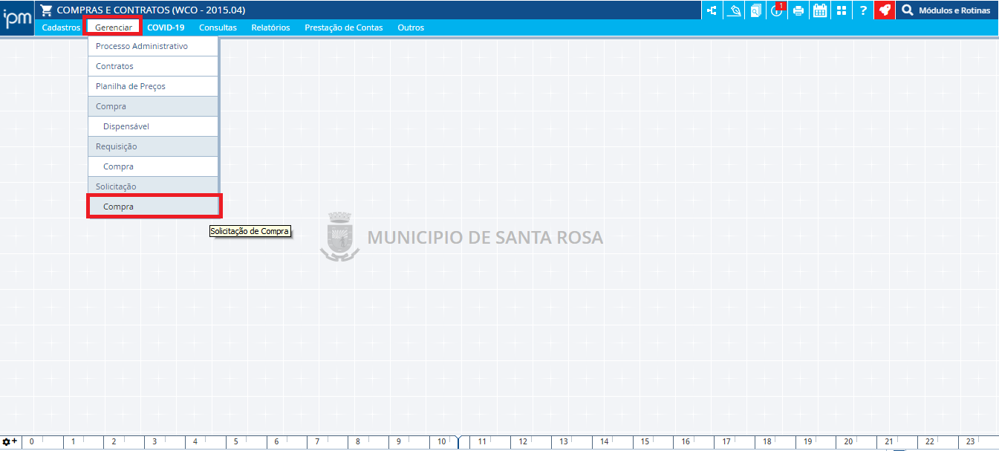 ipm
COMPRAS E CONTRATOS (WCO - 2015.04)
1
?
Módulos e Rotinas
Cadastros Gerenciar COVID-19 Consultas Relatórios Prestação de Contas Outros
Processo Administrativo
Contratos
Planilha de Preços
Compra
Dispensável
Requisição
Compra
Solicitação
Compra
Solicitação de Compra
MUNICIPIO DE SANTA ROSA
0 1 2 3 4 5 6 7 8 9 10 11 12 13 14 15 16 17 18 19 20 21 22 23